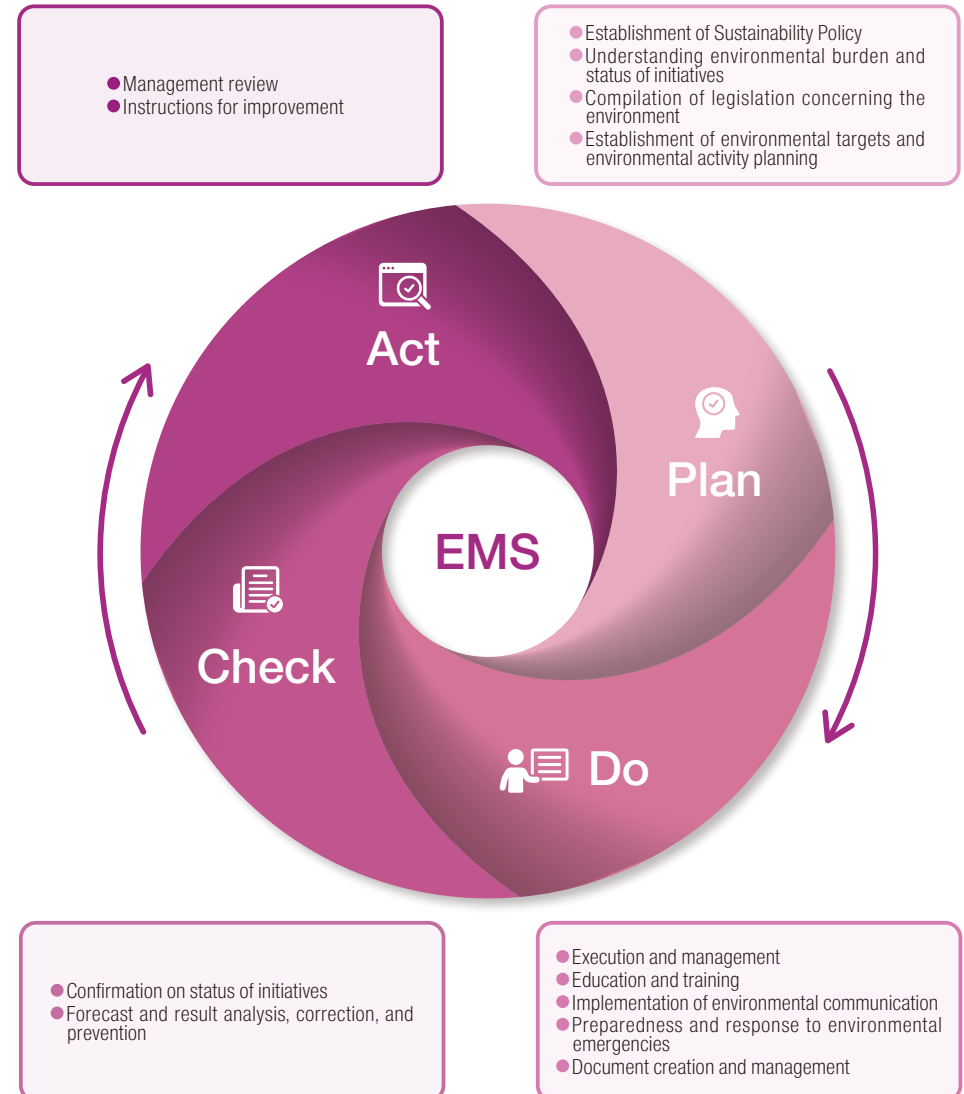 ●Management review
●Instructions for improvement
●Establishment of Sustainability Policy
●Understanding environmental burden and
status of initiatives
●Compilation of legislation concerning the
environment
●Establishment of environmental targets and
environmental activity planning
Act
Plan
EMS
Check
Do
●Confirmation on status of initiatives
●Forecast and result analysis, correction, and
prevention
●Execution and management
●Education and training
●Implementation of environmental communication
●Preparedness and response to environmental
emergencies
●Document creation and management